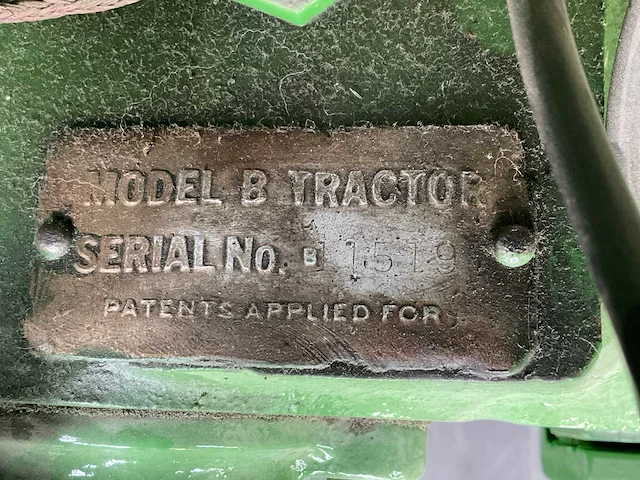 MODEL B TRACTOR
SERIAL No. B 11519
PATENTS APPLIED FOR